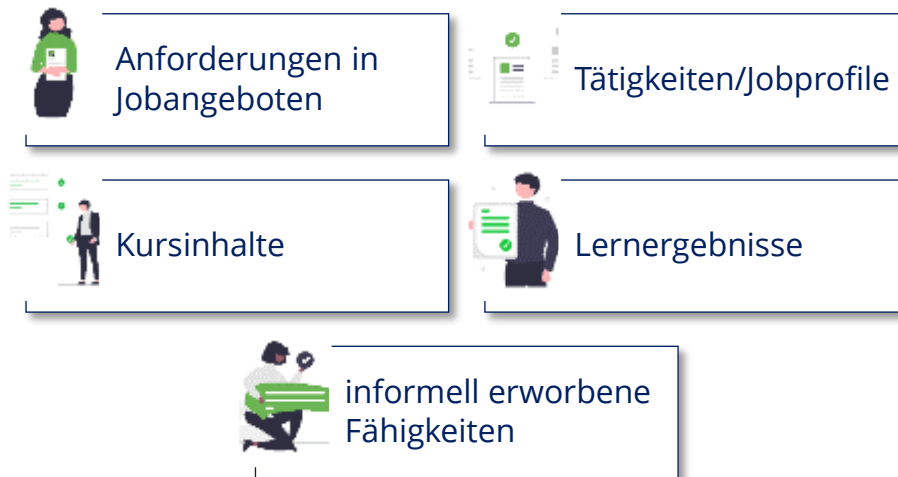 Anforderungen in
Jobangeboten
Tätigkeiten/Jobprofile
Kursinhalte
Lernergebnisse
informell erworbene
Fähigkeiten